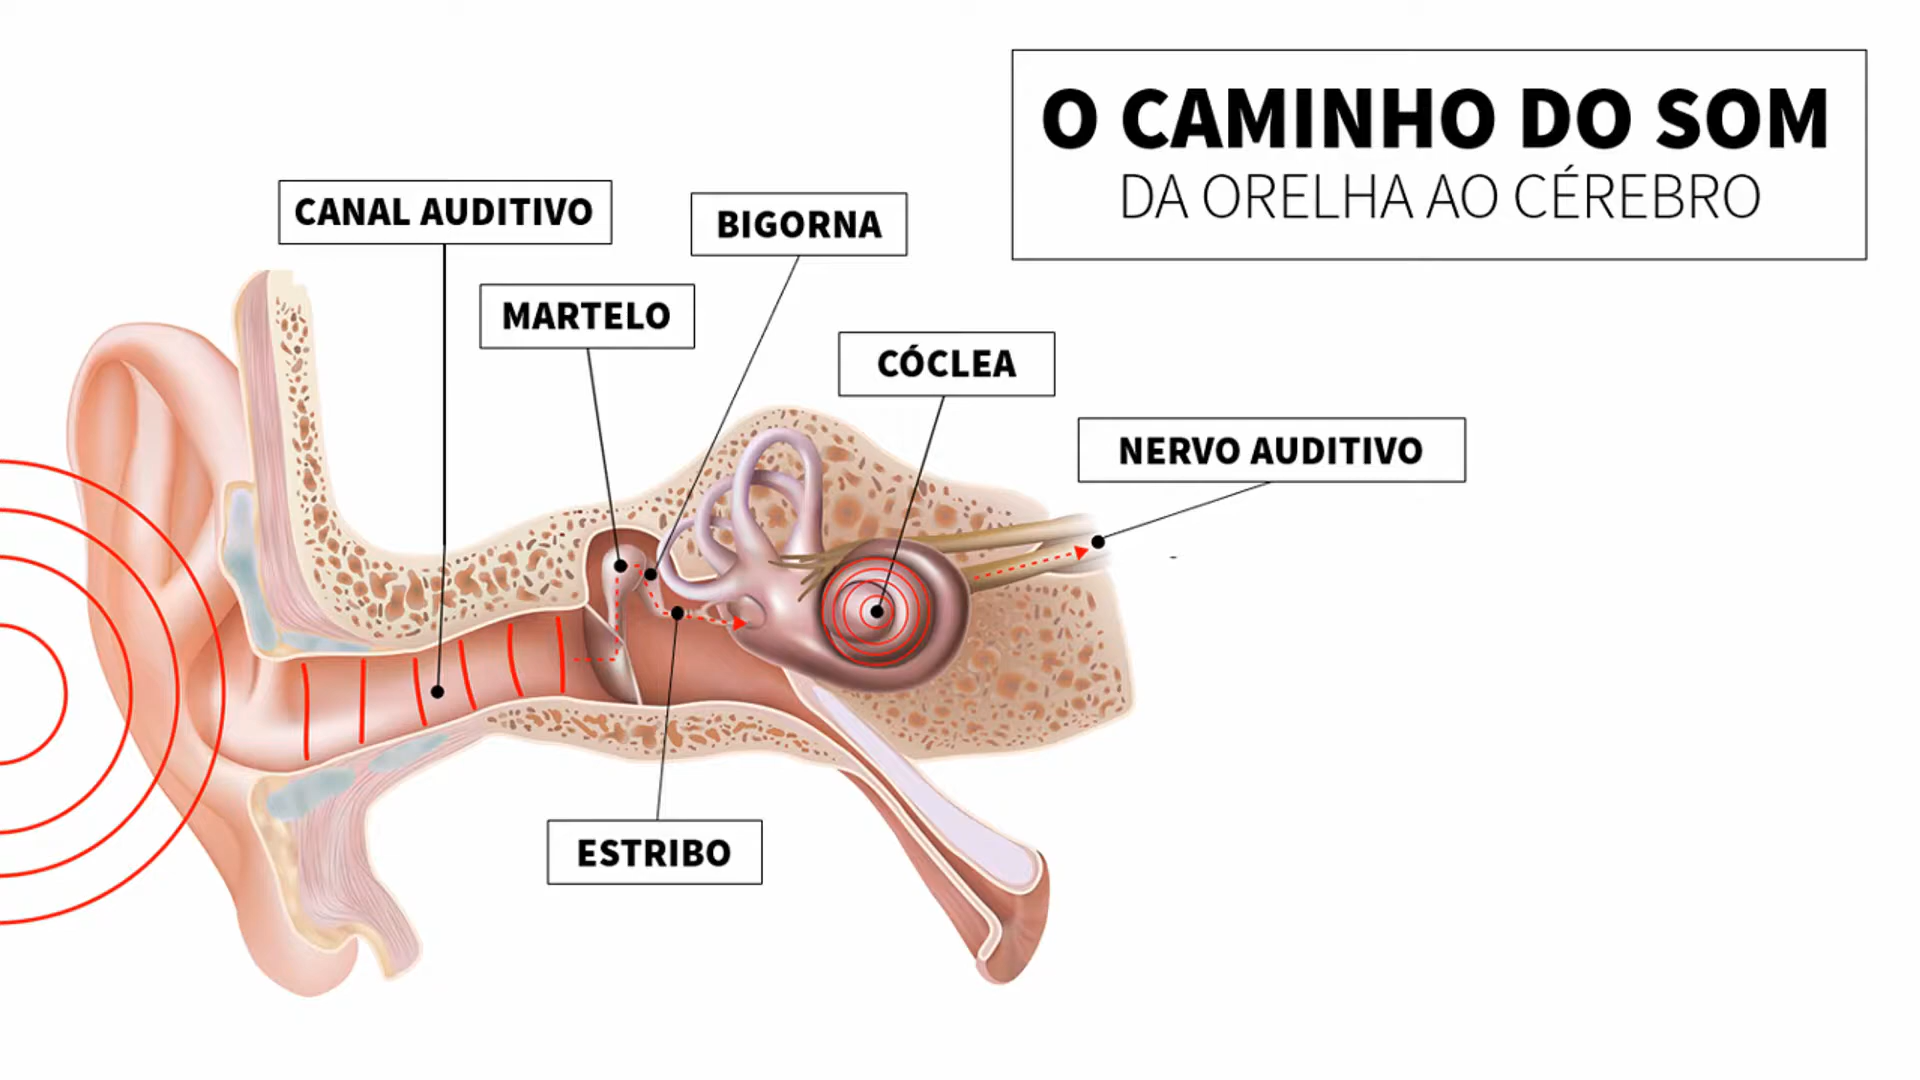 O CAMINHO DO SOM
DA ORELHA AO CÉREBRO
CANAL AUDITIVO
BIGORNA
MARTELO
CÓCLEA
NERVO AUDITIVO
ESTRIBO